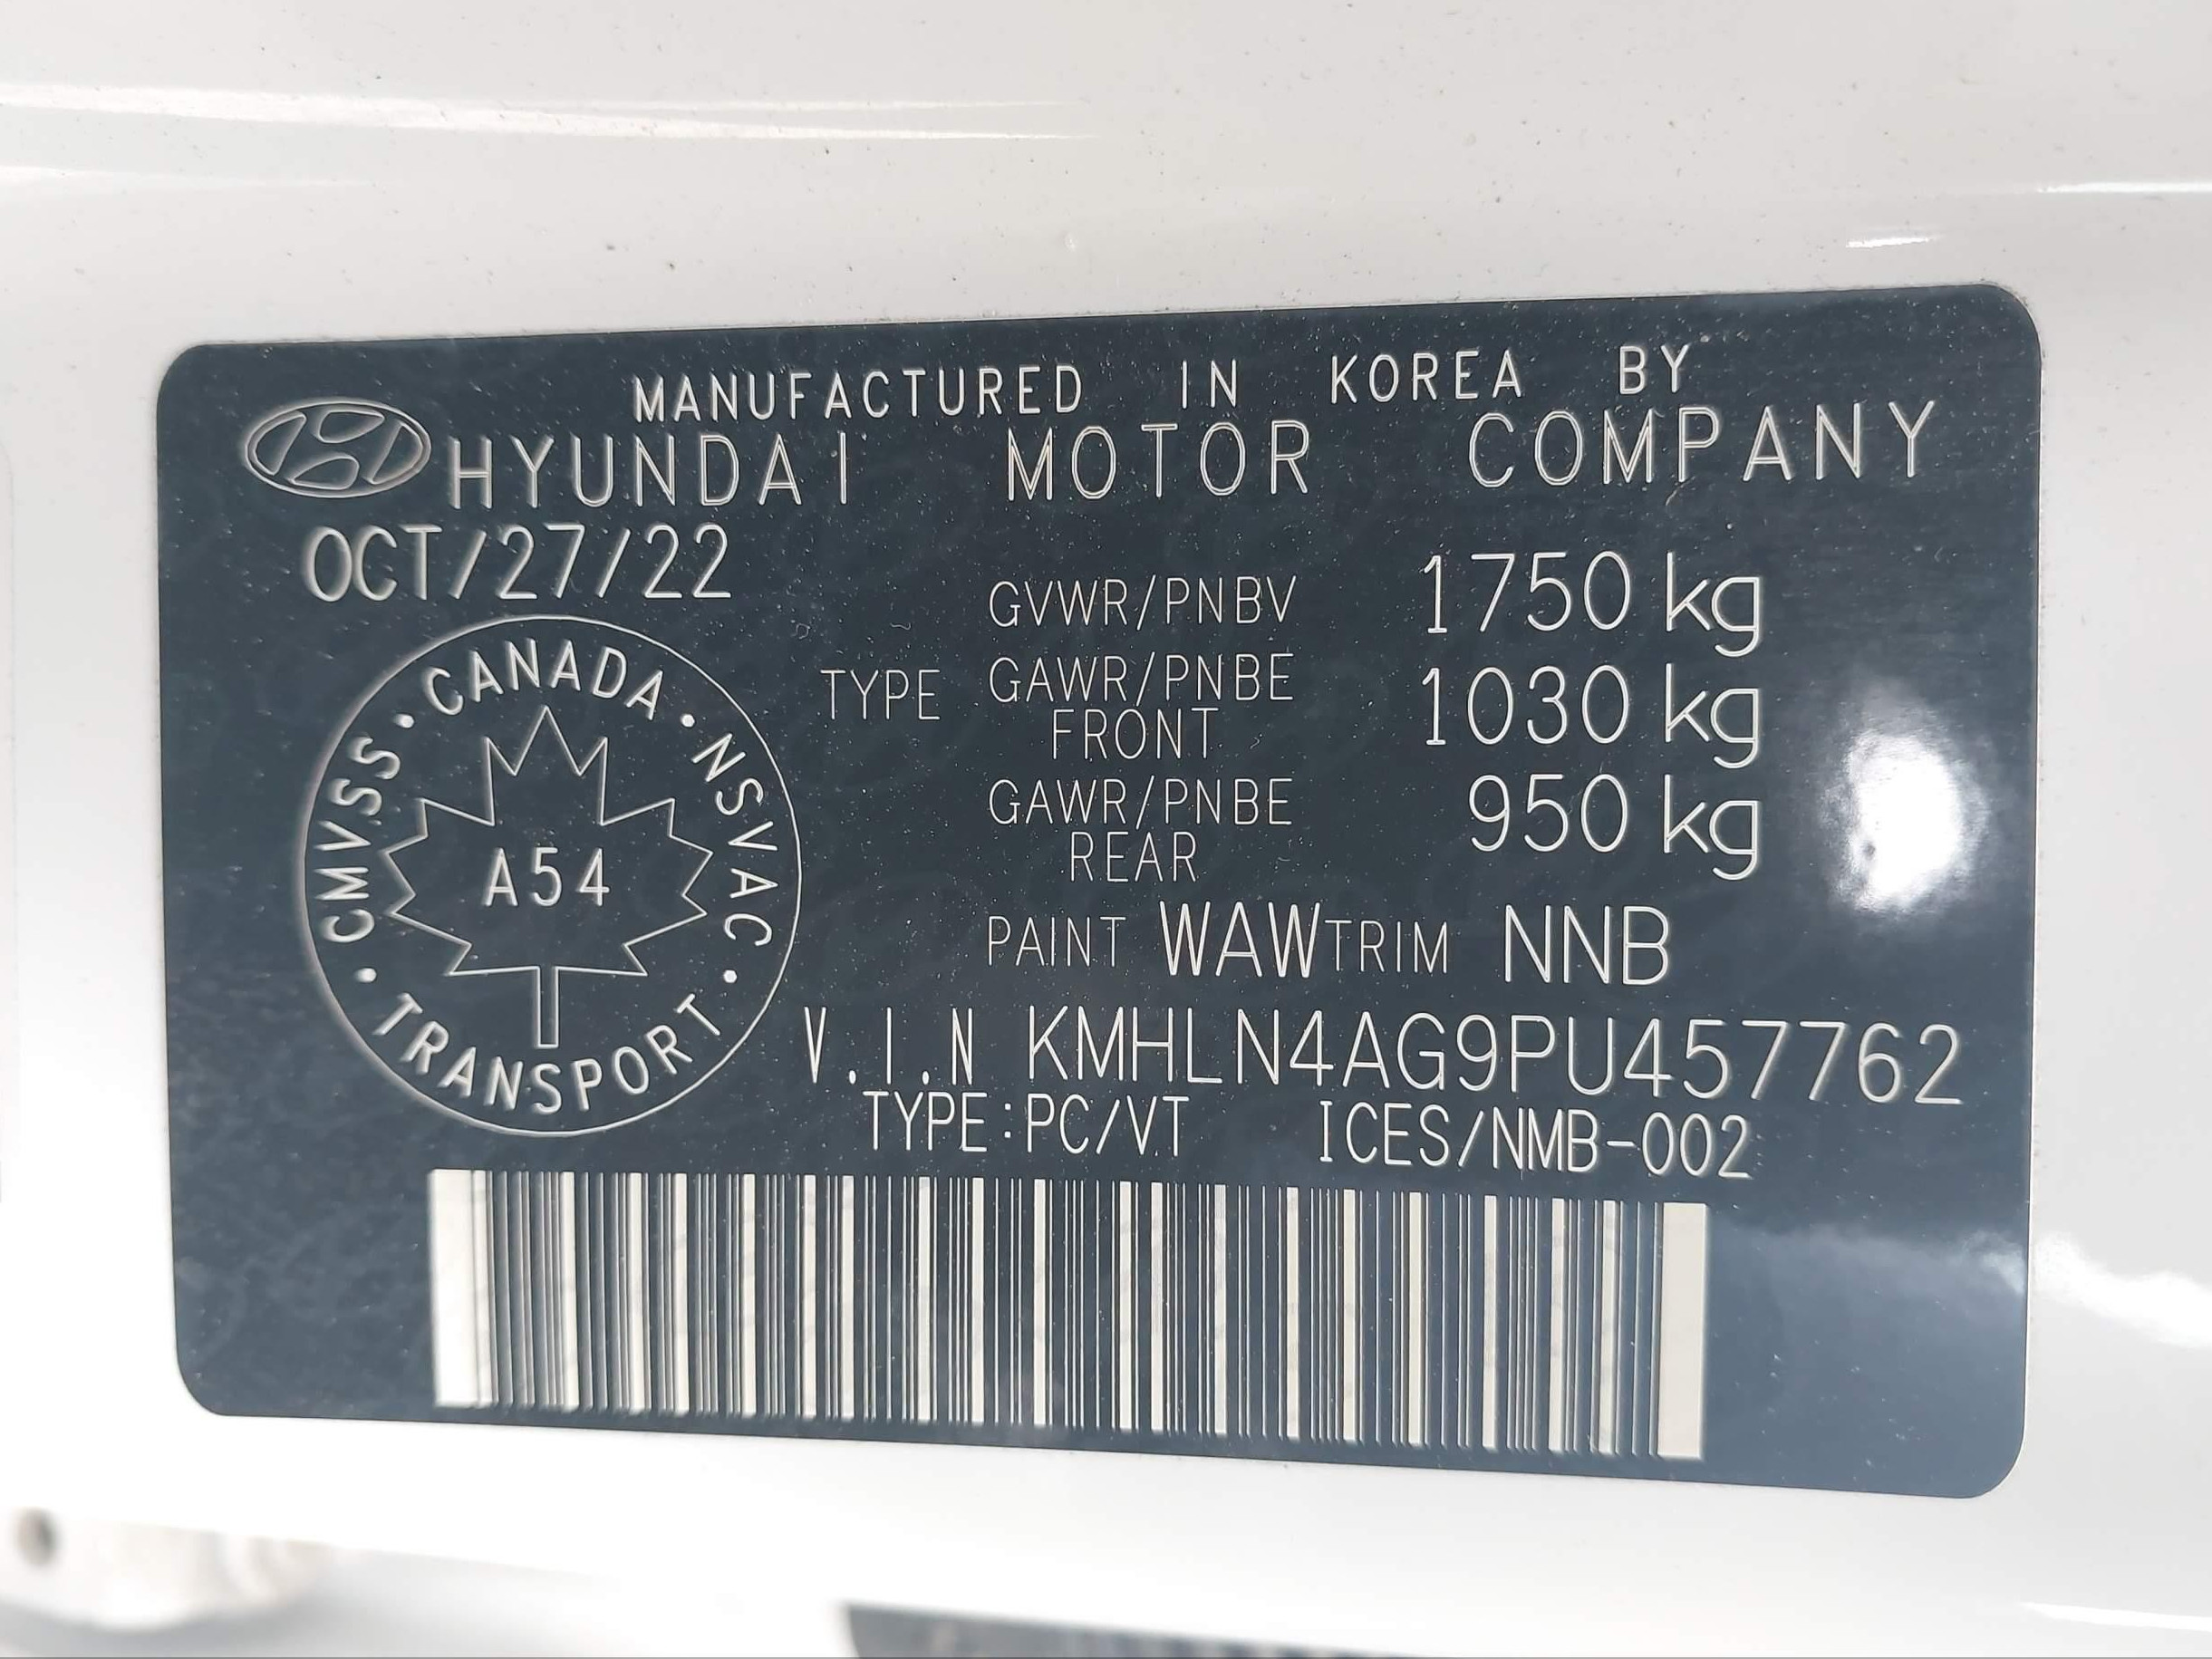 MANUFACTURED IN KOREA BY
HYUNDAI MOTOR COMPANY
OCT/27/22
GVWR/PNBV 1750 kg
TYPE GAWR/PNBE FRONT 1030 kg
GAWR/PNBE REAR 950 kg
CMVSS • CANADA • NSVAC • TRANSPORT •
A54
PAINT WAW TRIM NNB
V.I.N KMHLN4AG9PU457762
TYPE:PC/VT ICES/NMB-002